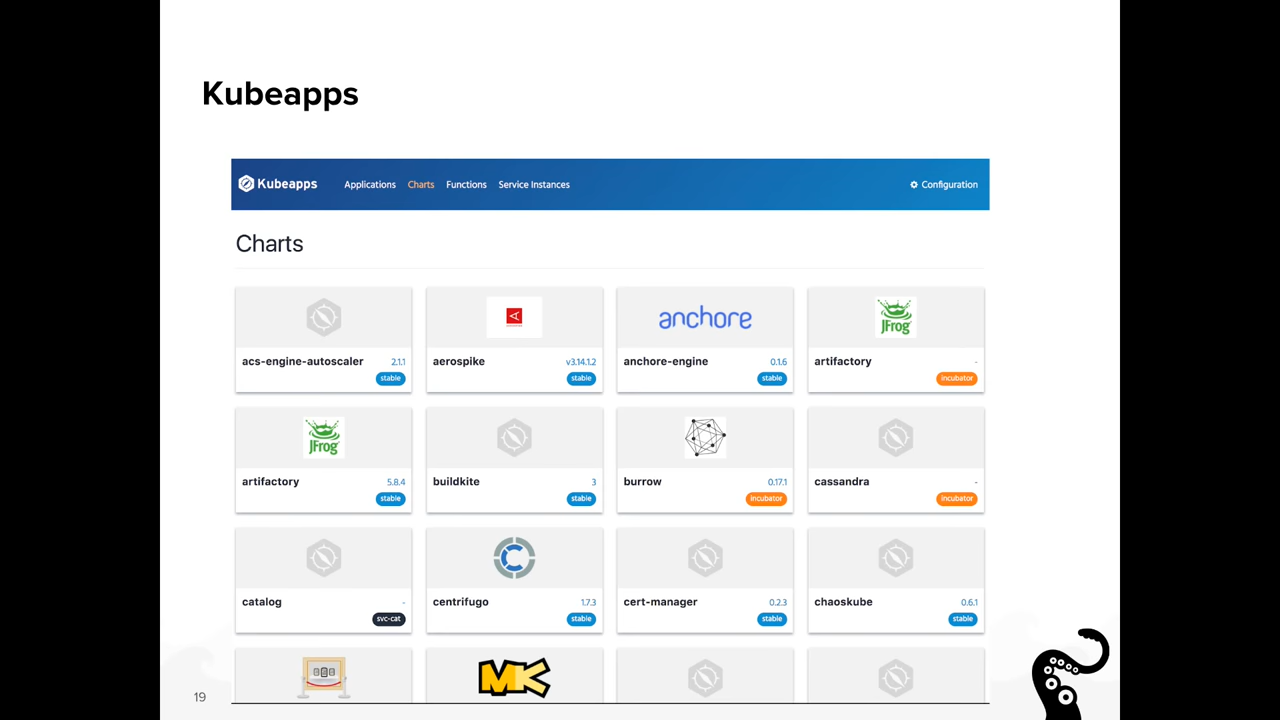 Kubeapps
Kubeapps Applications Charts Functions Service Instances Configuration
Charts
anchore
JFrog
acs-engine-autoscaler 2.1.1
stable
aerospike v3.14.1.2
stable
anchore-engine 0.1.6
stable
artifactory -
incubator
JFrog
artifactory 5.8.4
stable
buildkite 3
stable
burrow 0.17.1
incubator
cassandra -
incubator
C
catalog -
svc-cat
centrifugo 1.7.3
stable
cert-manager 0.2.3
stable
chaoskube 0.6.1
stable
MK
19